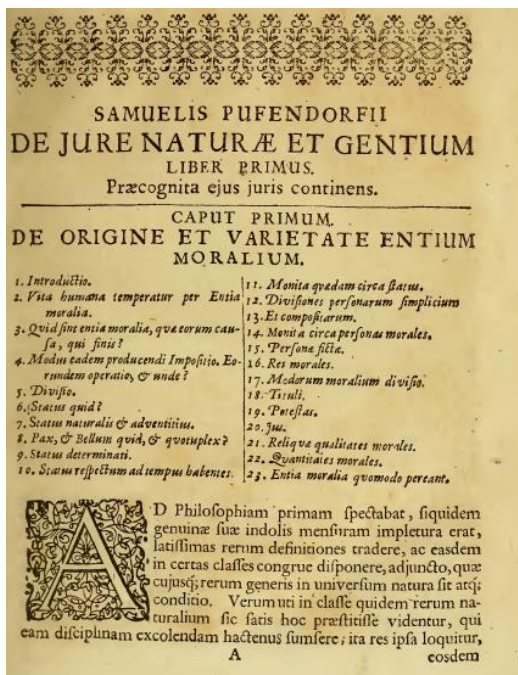 SAMUELIS PUFENDORFII
DE JURE NATURÆ ET GENTIUM
LIBER PRIMUS.
Præcognita ejus juris continens.
CAPUT PRIMUM.
DE ORIGINE ET VARIETATE ENTIUM
MORALIUM.
1. Introductio.
2. Vita humana temperatur per Entia
moralia.
3. Quid sint entia moralia, quæ eorum cau-
sa, qui finis?
4. Modus eadem producendi Impositio. Eo-
rundem operatio, & unde?
5. Divisio.
6. Status quid?
7. Status naturalis & adventitius.
8. Pax, & Bellum quid, & quotuplex?
9. Status determinati.
10. Status respectum ad tempus habentes.
11. Monita quædam circa status.
12. Divisiones personarum simplicium
13. Et compositarum.
14. Monita circa personas morales.
15. Personæ fictæ.
16. Res morales.
17. Modorum moralium divisio.
18. Tituli.
19. Potestas.
20. Jus.
21. Reliquæ qualitates morales.
22. Quantitates morales.
23. Entia moralia quomodo pereant.
AD Philosophiam primam spectabat, siquidem
genuinæ suæ indolis mensuram impletura erat,
latissimas rerum definitiones tradere, ac easdem
in certas classes congrue disponere, adjuncto, quæ
cujusq; rerum generis in universum natura sit atq;
conditio. Verum uti in classe quidem rerum na-
turalium sic satis hoc præstitisse videntur, qui
eam disciplinam excolendam hactenus sumsere; ita res ipsa loquitur,
A eosdem